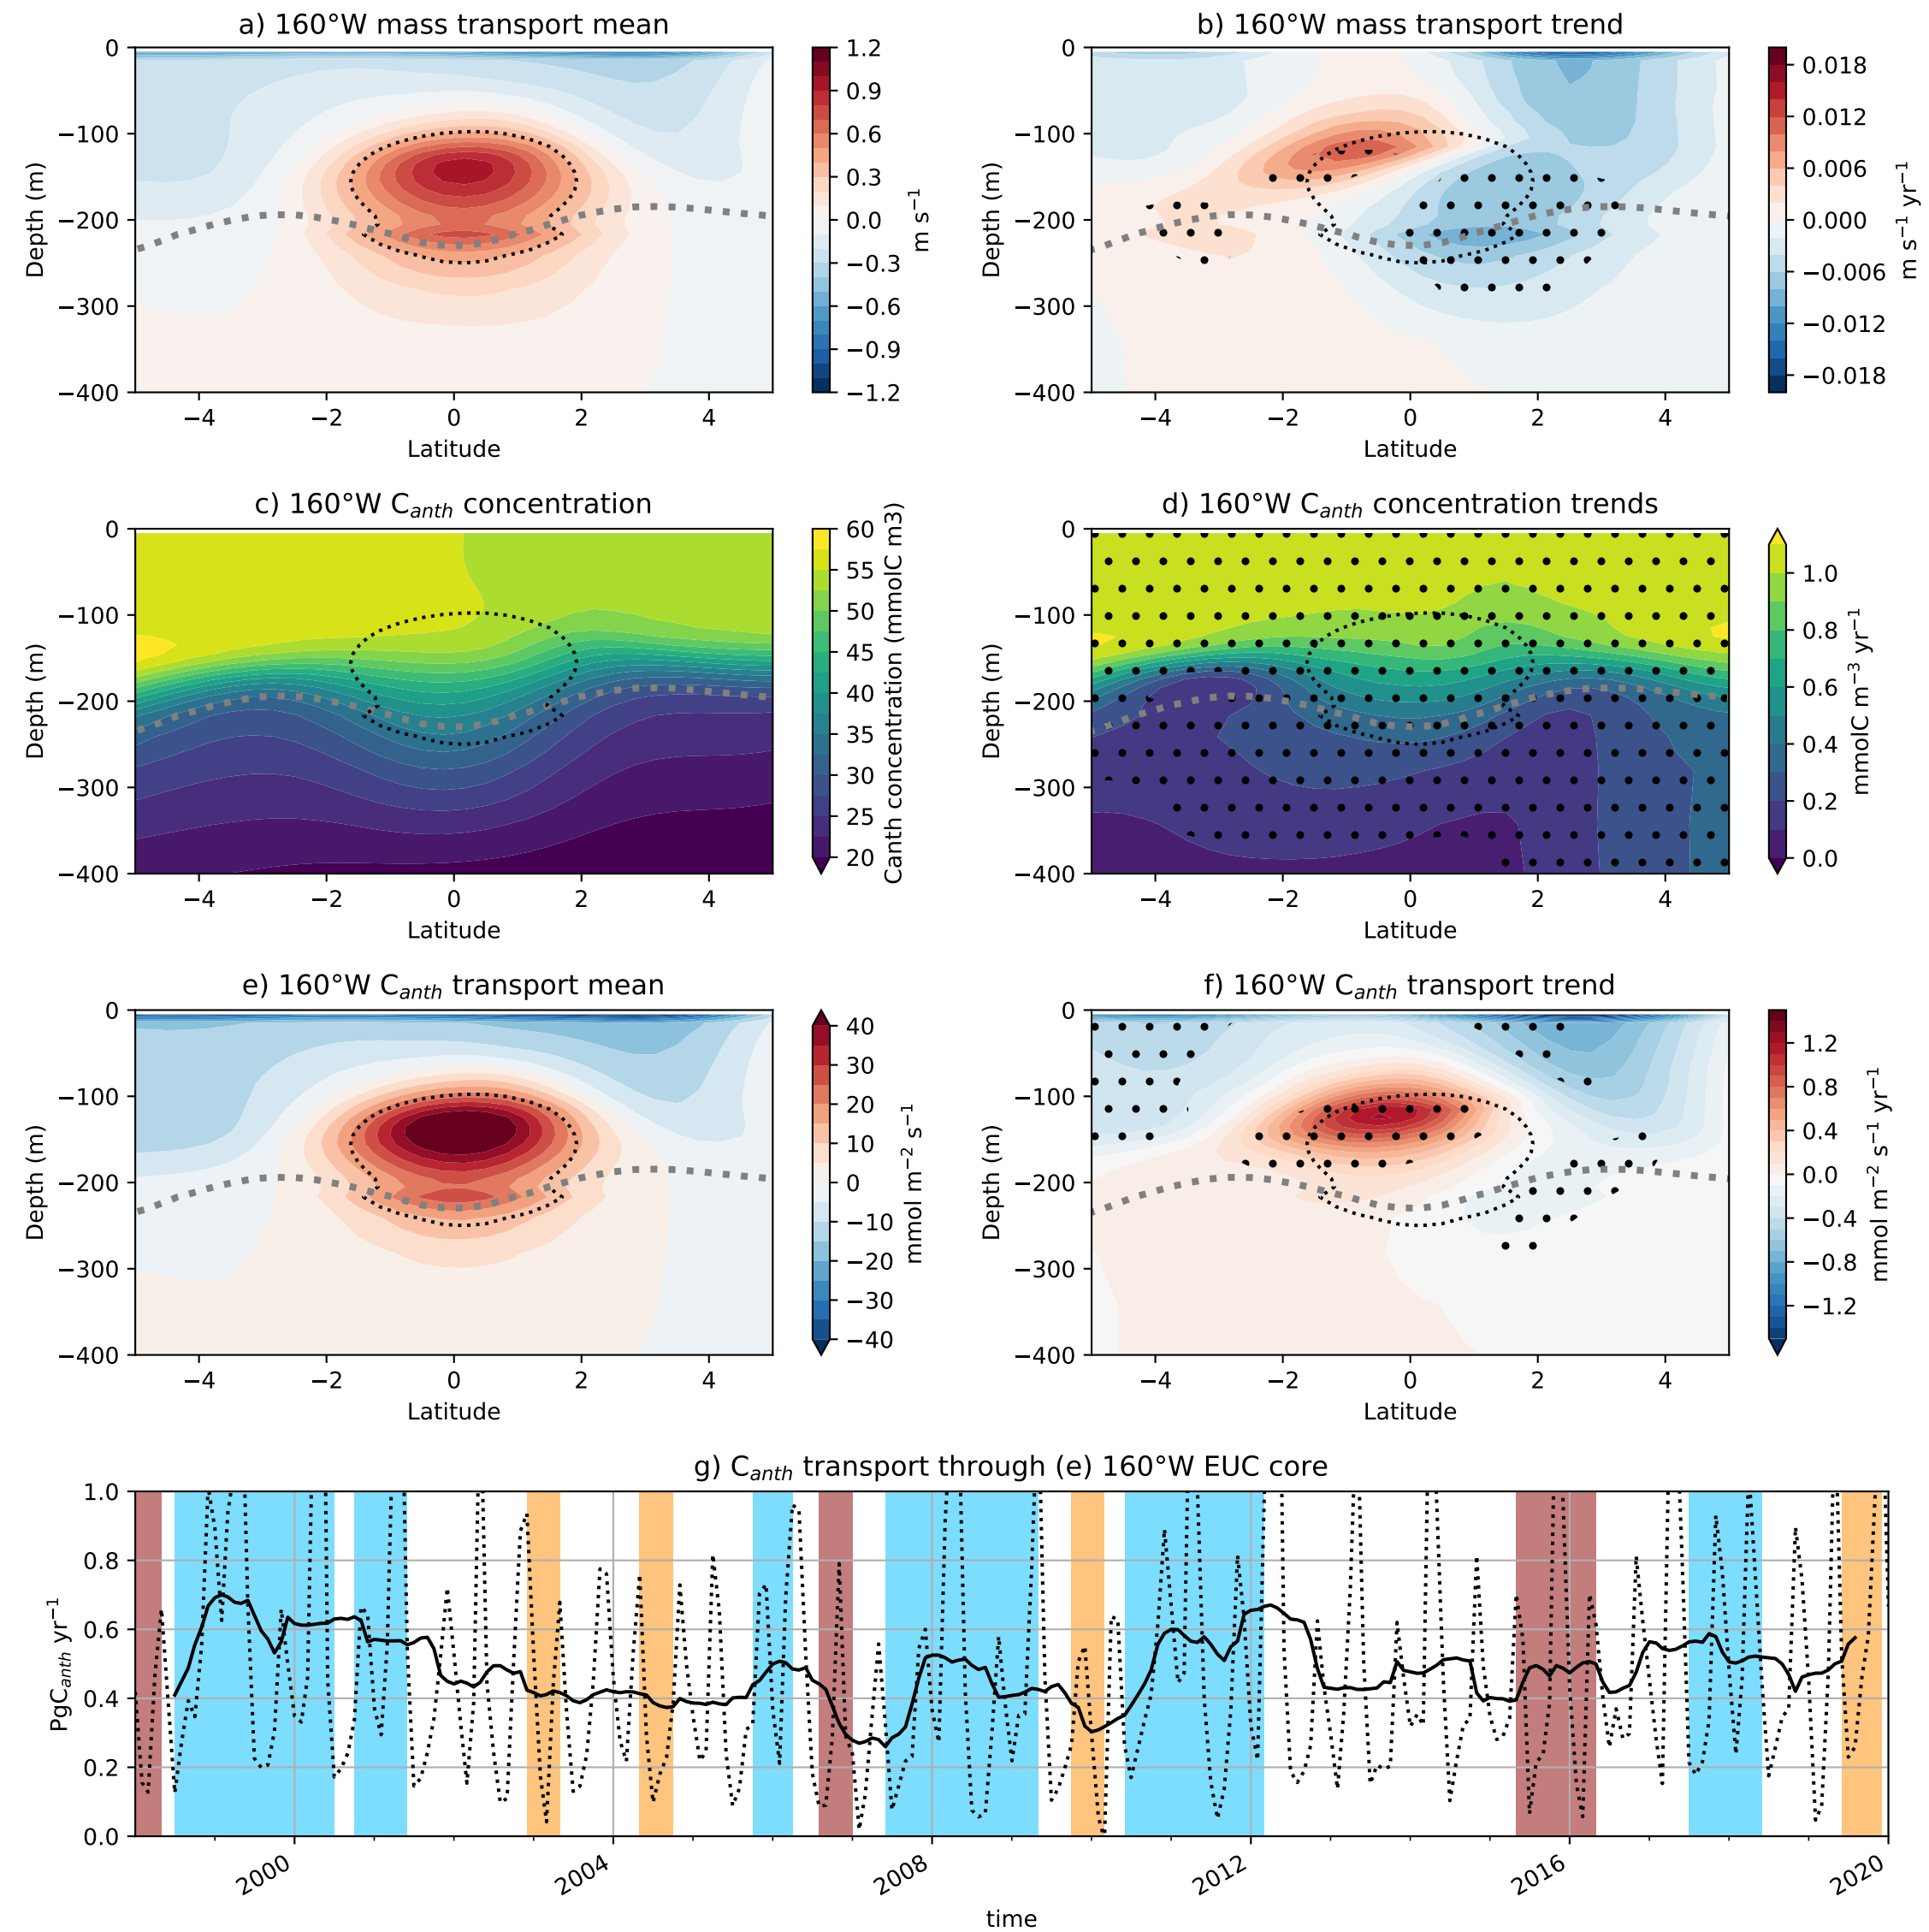 a) 160°W mass transport mean
0
−100
−200
−300
−400
Depth (m)
−4 −2 0 2 4
Latitude
1.2
0.9
0.6
0.3
0.0
−0.3
−0.6
−0.9
−1.2
m s⁻¹
b) 160°W mass transport trend
0
−100
−200
−300
−400
Depth (m)
−4 −2 0 2 4
Latitude
0.018
0.012
0.006
0.000
−0.006
−0.012
−0.018
m s⁻¹ yr⁻¹
c) 160°W Canth concentration
0
−100
−200
−300
−400
Depth (m)
−4 −2 0 2 4
Latitude
60
55
50
45
40
35
30
25
20
Canth concentration (mmolC m3)
d) 160°W Canth concentration trends
0
−100
−200
−300
−400
Depth (m)
−4 −2 0 2 4
Latitude
1.0
0.8
0.6
0.4
0.2
0.0
mmolC m⁻³ yr⁻¹
e) 160°W Canth transport mean
0
−100
−200
−300
−400
Depth (m)
−4 −2 0 2 4
Latitude
40
30
20
10
0
−10
−20
−30
−40
mmol m⁻² s⁻¹
f) 160°W Canth transport trend
0
−100
−200
−300
−400
Depth (m)
−4 −2 0 2 4
Latitude
1.2
0.8
0.4
0.0
−0.4
−0.8
−1.2
mmol m⁻² s⁻¹ yr⁻¹
g) Canth transport through (e) 160°W EUC core
1.0
0.8
0.6
0.4
0.2
0.0
PgCanth yr⁻¹
2000 2004 2008 2012 2016 2020
time